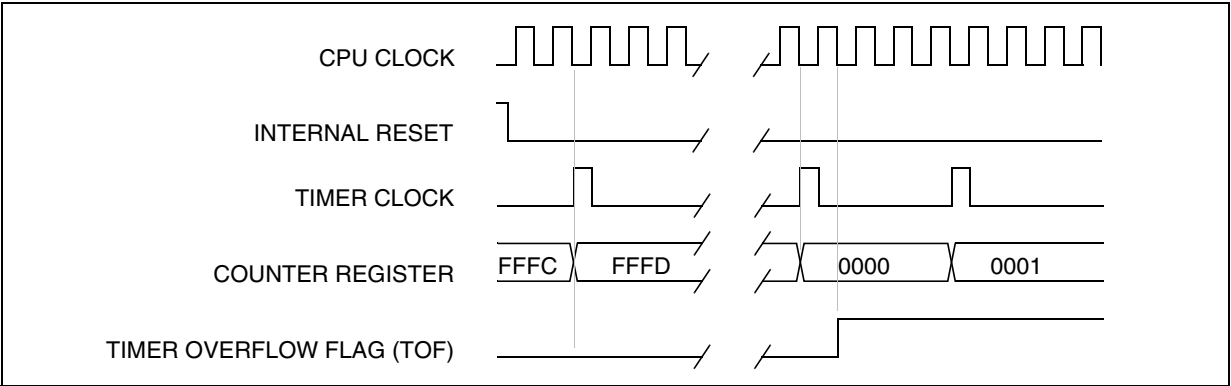 CPU CLOCK
INTERNAL RESET
TIMER CLOCK
COUNTER REGISTER FFFC FFFD 0000 0001
TIMER OVERFLOW FLAG (TOF)